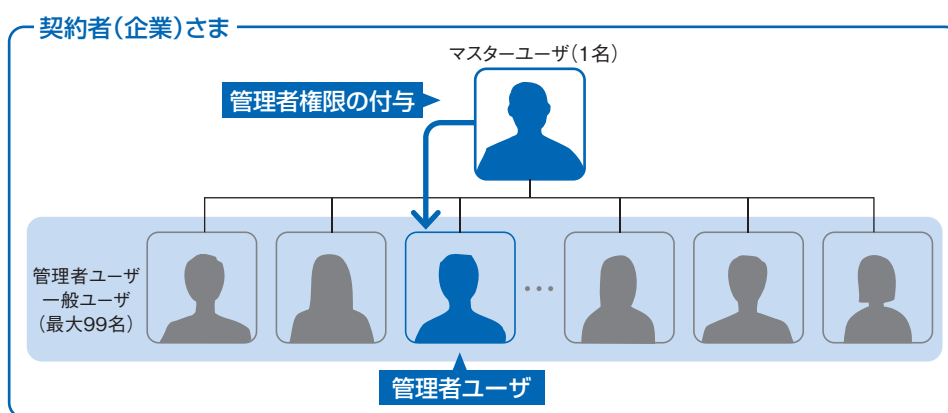 契約者(企業)さま
マスターユーザ(1名)
管理者権限の付与
管理者ユーザ
一般ユーザ
(最大99名)
…
管理者ユーザ